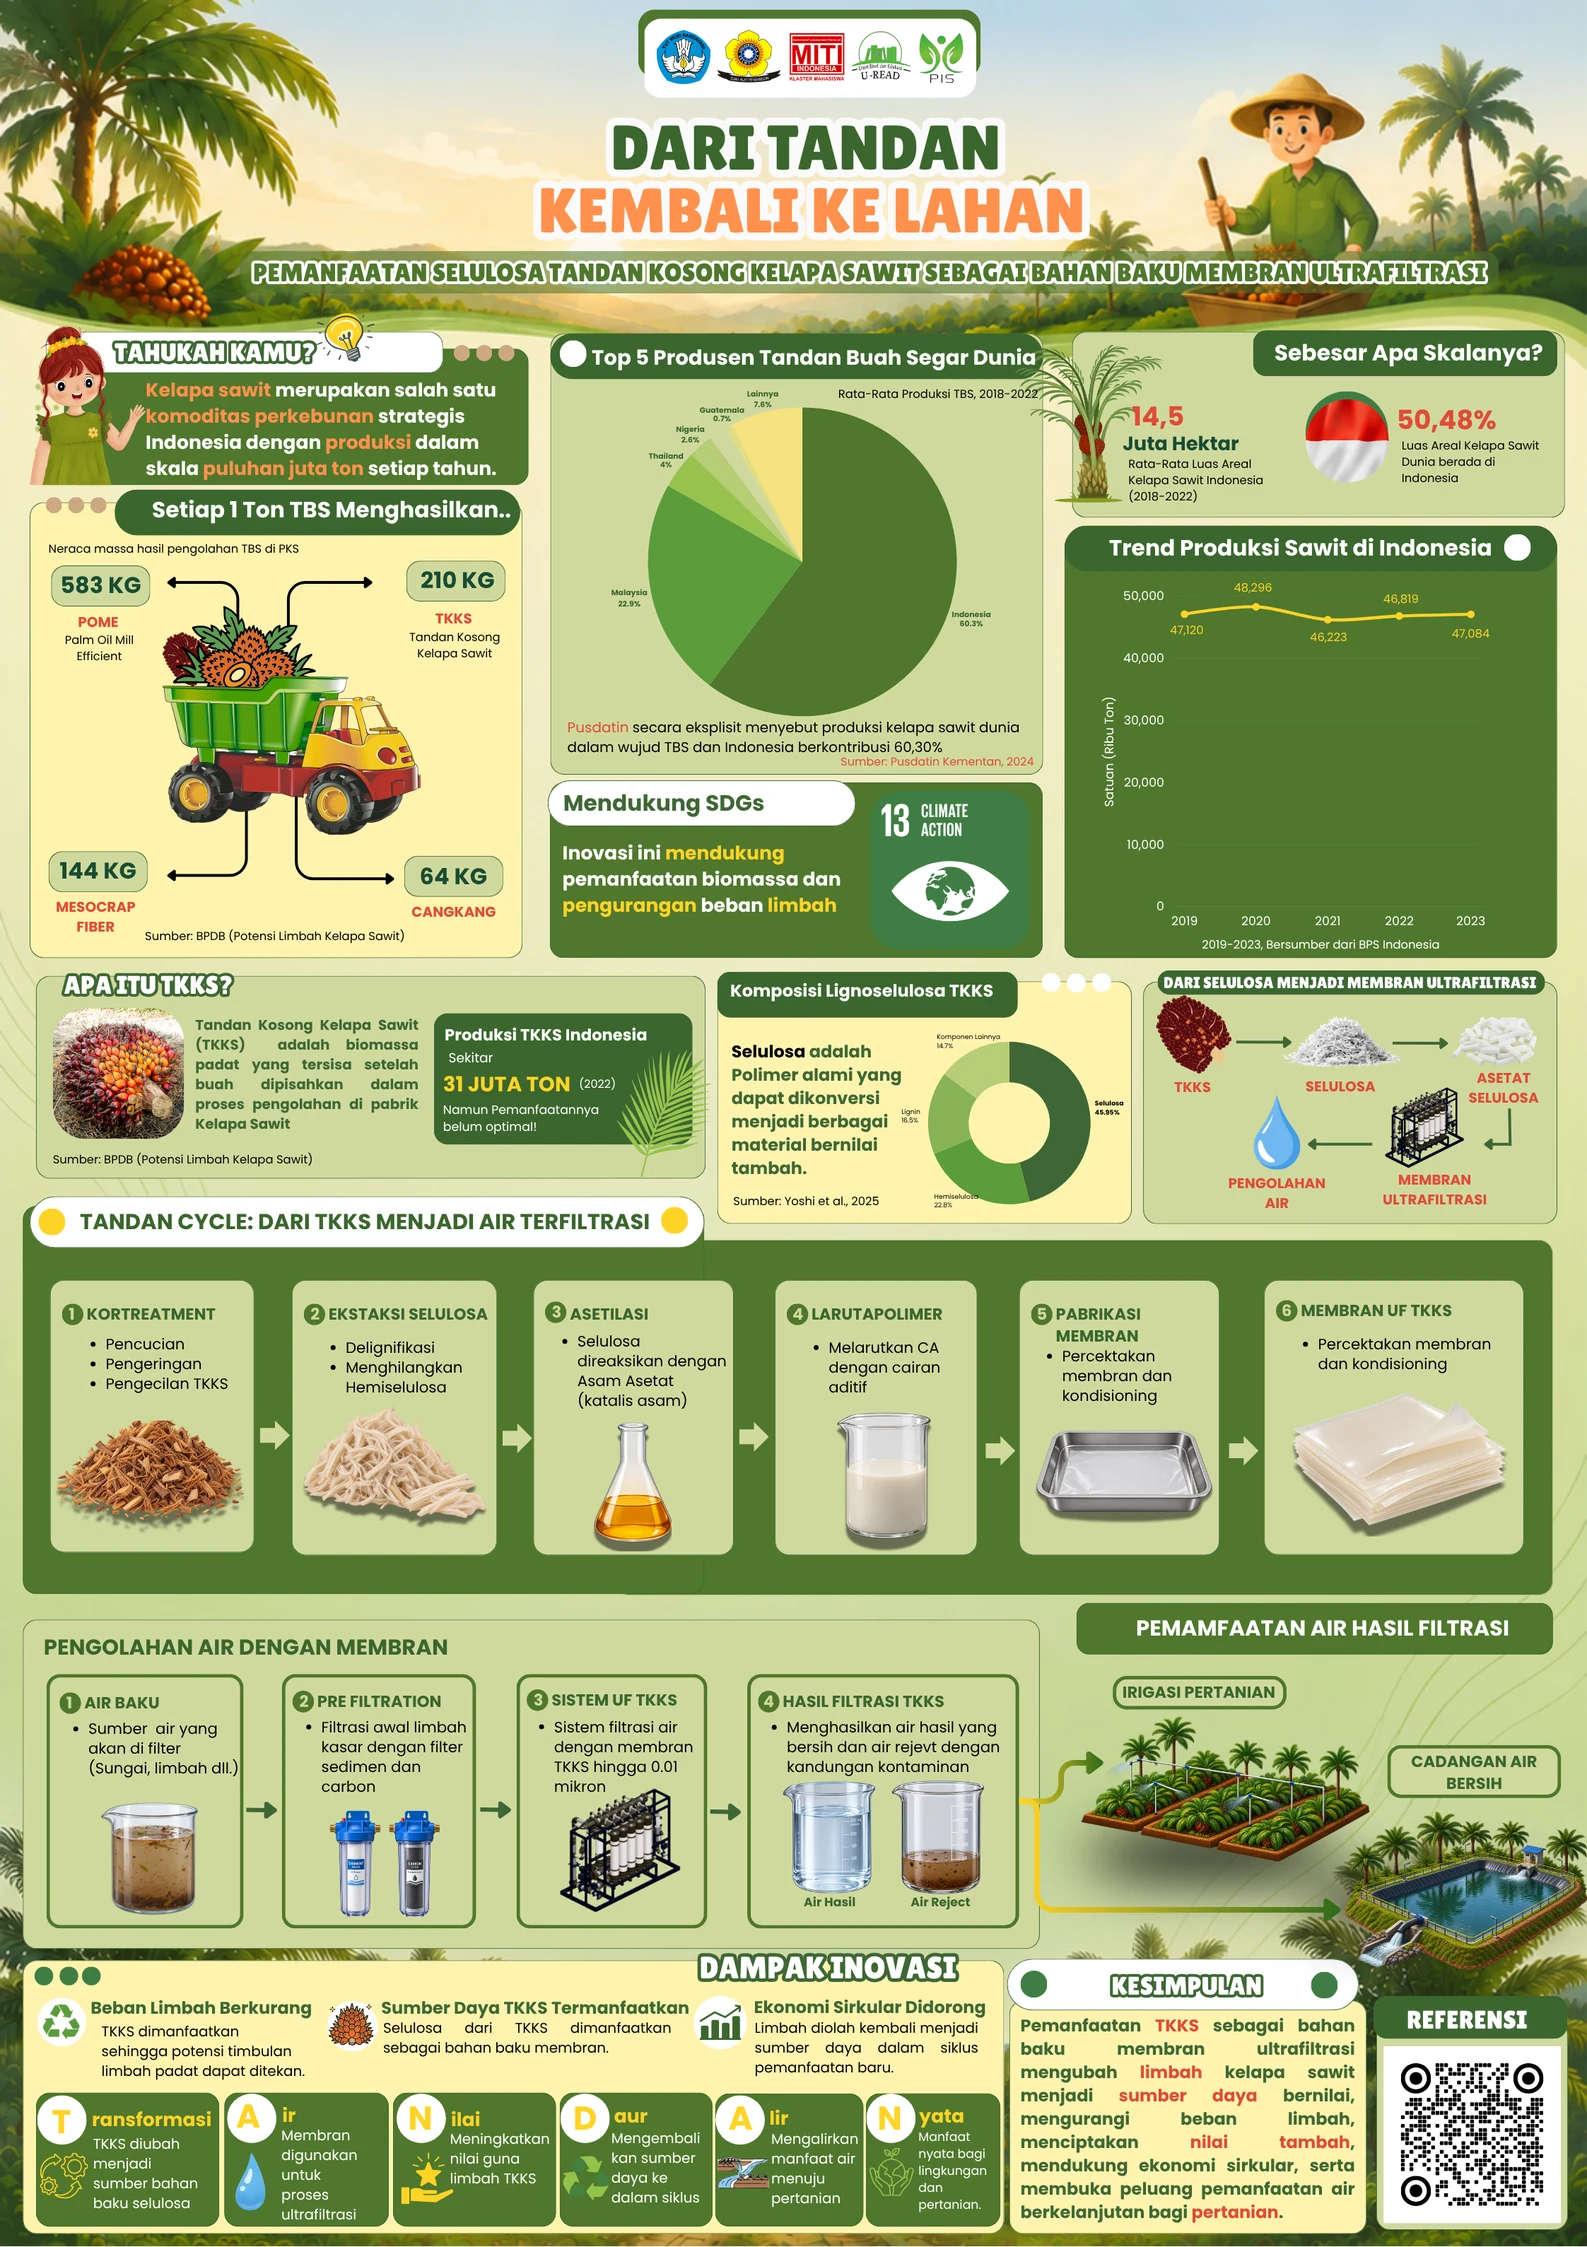 MITI
INDONESIA
KLASTER MAHASISWA
U-READ
PIS
DARI TANDAN
KEMBALI KE LAHAN
PEMANFAATAN SELULOSA TANDAN KOSONG KELAPA SAWIT SEBAGAI BAHAN BAKU MEMBRAN ULTRAFILTRASI
TAHUKAH KAMU?
Kelapa sawit merupakan salah satu
komoditas perkebunan strategis
Indonesia dengan produksi dalam
skala puluhan juta ton setiap tahun.
Setiap 1 Ton TBS Menghasilkan..
Neraca massa hasil pengolahan TBS di PKS
583 KG
POME
Palm Oil Mill
Efficient
210 KG
TKKS
Tandan Kosong
Kelapa Sawit
144 KG
MESOCRAP
FIBER
64 KG
CANGKANG
Sumber: BPDB (Potensi Limbah Kelapa Sawit)
Top 5 Produsen Tandan Buah Segar Dunia
Rata-Rata Produksi TBS, 2018-2022
Lainnya
7.6%
Guatemala
0.7%
Nigeria
2.6%
Thailand
4%
Malaysia
22.9%
Indonesia
60.3%
Pusdatin secara eksplisit menyebut produksi kelapa sawit dunia
dalam wujud TBS dan Indonesia berkontribusi 60,30%
Sumber: Pusdatin Kementan, 2024
Mendukung SDGs
Inovasi ini mendukung
pemanfaatan biomassa dan
pengurangan beban limbah
13 CLIMATE
ACTION
Sebesar Apa Skalanya?
14,5
Juta Hektar
Rata-Rata Luas Areal
Kelapa Sawit Indonesia
(2018-2022)
50,48%
Luas Areal Kelapa Sawit
Dunia berada di
Indonesia
Trend Produksi Sawit di Indonesia
50,000
40,000
30,000
20,000
10,000
0
Satuan (Ribu Ton)
47,120
48,296
46,223
46,819
47,084
2019 2020 2021 2022 2023
2019-2023, Bersumber dari BPS Indonesia
APA ITU TKKS?
Tandan Kosong Kelapa Sawit
(TKKS) adalah biomassa
padat yang tersisa setelah
buah dipisahkan dalam
proses pengolahan di pabrik
Kelapa Sawit
Sumber: BPDB (Potensi Limbah Kelapa Sawit)
Produksi TKKS Indonesia
Sekitar
31 JUTA TON (2022)
Namun Pemanfaatannya
belum optimal!
Komposisi Lignoselulosa TKKS
Selulosa adalah
Polimer alami yang
dapat dikonversi
menjadi berbagai
material bernilai
tambah.
Sumber: Yoshi et al., 2025
Komponen Lainnya
14.7%
Lignin
16.5%
Hemiselulosa
22.8%
Selulosa
45.95%
DARI SELULOSA MENJADI MEMBRAN ULTRAFILTRASI
TKKS
SELULOSA
ASETAT
SELULOSA
MEMBRAN
ULTRAFILTRASI
PENGOLAHAN
AIR
TANDAN CYCLE: DARI TKKS MENJADI AIR TERFILTRASI
1 KORTREATMENT
• Pencucian
• Pengeringan
• Pengecilan TKKS
2 EKSTAKSI SELULOSA
• Delignifikasi
• Menghilangkan
Hemiselulosa
3 ASETILASI
• Selulosa
direaksikan dengan
Asam Asetat
(katalis asam)
4 LARUTAPOLIMER
• Melarutkan CA
dengan cairan
aditif
5 PABRIKASI
MEMBRAN
• Percektakan
membran dan
kondisioning
6 MEMBRAN UF TKKS
• Percektakan membran
dan kondisioning
PENGOLAHAN AIR DENGAN MEMBRAN
1 AIR BAKU
• Sumber air yang
akan di filter
(Sungai, limbah dll.)
2 PRE FILTRATION
• Filtrasi awal limbah
kasar dengan filter
sedimen dan
carbon
3 SISTEM UF TKKS
• Sistem filtrasi air
dengan membran
TKKS hingga 0.01
mikron
4 HASIL FILTRASI TKKS
• Menghasilkan air hasil yang
bersih dan air rejevt dengan
kandungan kontaminan
Air Hasil
Air Reject
PEMAMFAATAN AIR HASIL FILTRASI
IRIGASI PERTANIAN
CADANGAN AIR
BERSIH
DAMPAK INOVASI
Beban Limbah Berkurang
TKKS dimanfaatkan
sehingga potensi timbulan
limbah padat dapat ditekan.
Sumber Daya TKKS Termanfaatkan
Selulosa dari TKKS dimanfaatkan
sebagai bahan baku membran.
Ekonomi Sirkular Didorong
Limbah diolah kembali menjadi
sumber daya dalam siklus
pemanfaatan baru.
T ransformasi
TKKS diubah
menjadi
sumber bahan
baku selulosa
A ir
Membran
digunakan
untuk
proses
ultrafiltrasi
N ilai
Meningkatkan
nilai guna
limbah TKKS
D aur
Mengembali
kan sumber
daya ke
dalam siklus
A lir
Mengalirkan
manfaat air
menuju
pertanian
N yata
Manfaat
nyata bagi
lingkungan
dan
pertanian.
KESIMPULAN
Pemanfaatan TKKS sebagai bahan
baku membran ultrafiltrasi
mengubah limbah kelapa sawit
menjadi sumber daya bernilai,
mengurangi beban limbah,
menciptakan nilai tambah,
mendukung ekonomi sirkular, serta
membuka peluang pemanfaatan air
berkelanjutan bagi pertanian.
REFERENSI